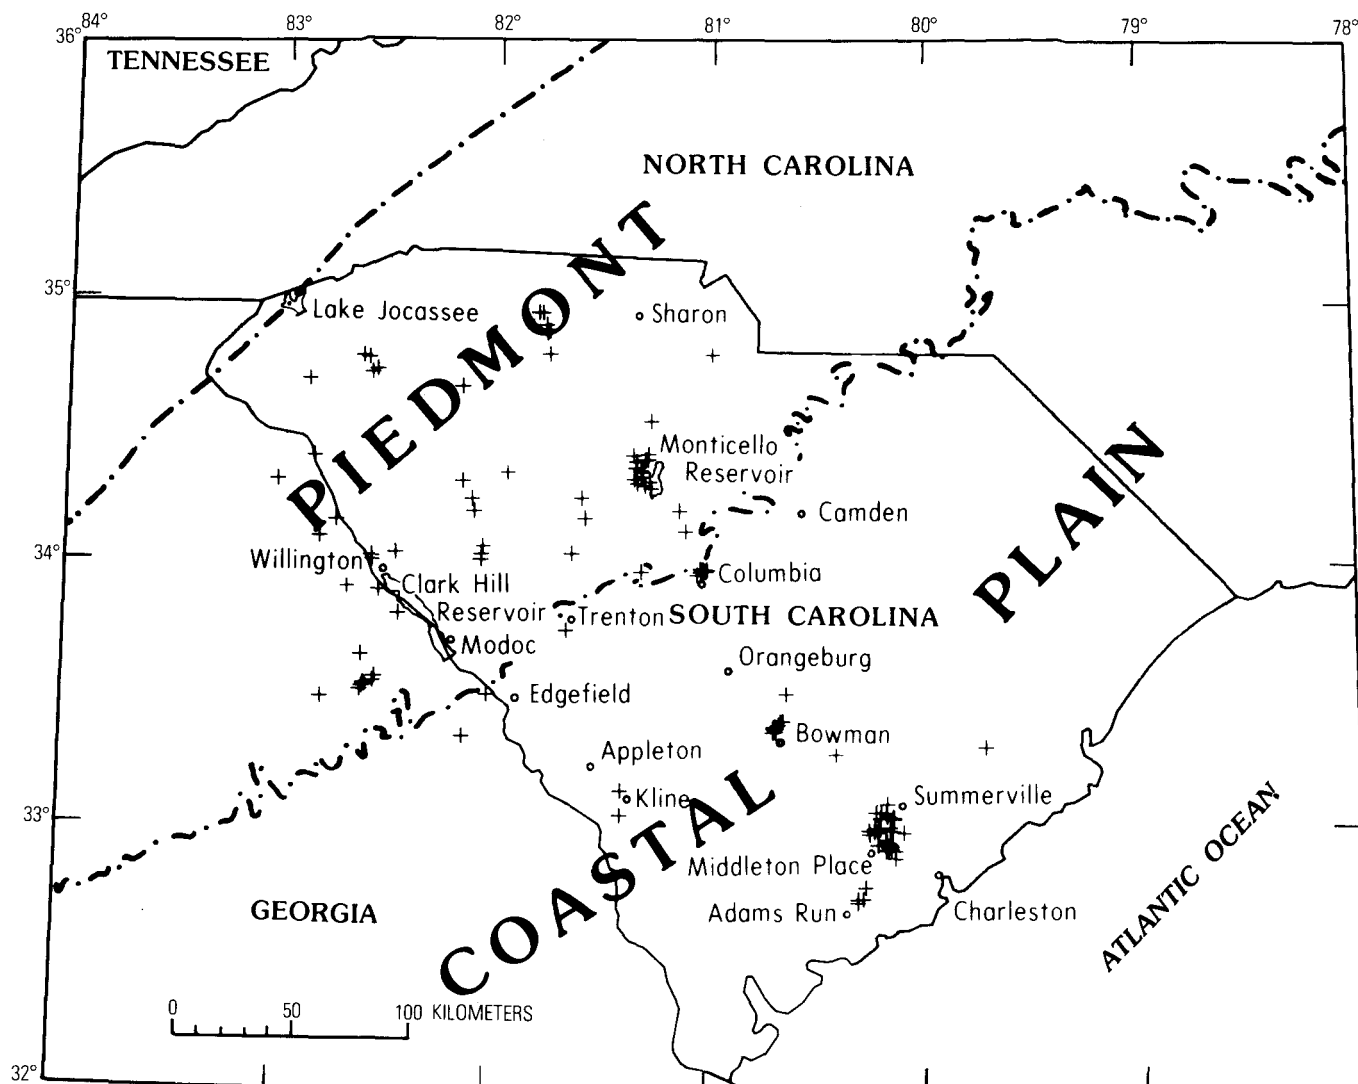 84° 83° 82° 81° 80° 79° 78°
36°
TENNESSEE
NORTH CAROLINA
PIEDMONT
35°
Lake Jocassee
Sharon
Monticello
Reservoir
Camden
34°
Willington
Clark Hill
Reservoir
Columbia
Trenton
SOUTH CAROLINA
PLAIN
Modoc
Orangeburg
Edgefield
Bowman
Appleton
Kline
33°
Summerville
Middleton Place
COASTAL
GEORGIA
Adams Run
Charleston
ATLANTIC OCEAN
0 50 100 KILOMETERS
32°